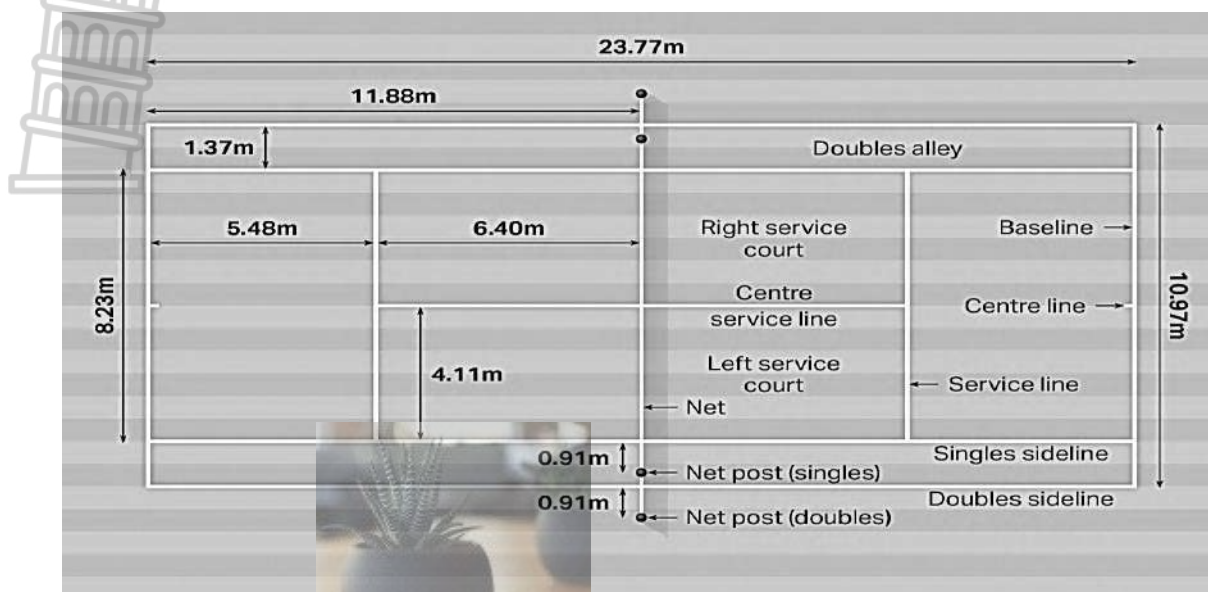 23.77m
11.88m
1.37m
Doubles alley
5.48m
6.40m
Right service
court
Baseline
8.23m
Centre
service line
Centre line
10.97m
4.11m
Left service
court
Service line
Net
0.91m
Singles sideline
Net post (singles)
0.91m
Doubles sideline
Net post (doubles)